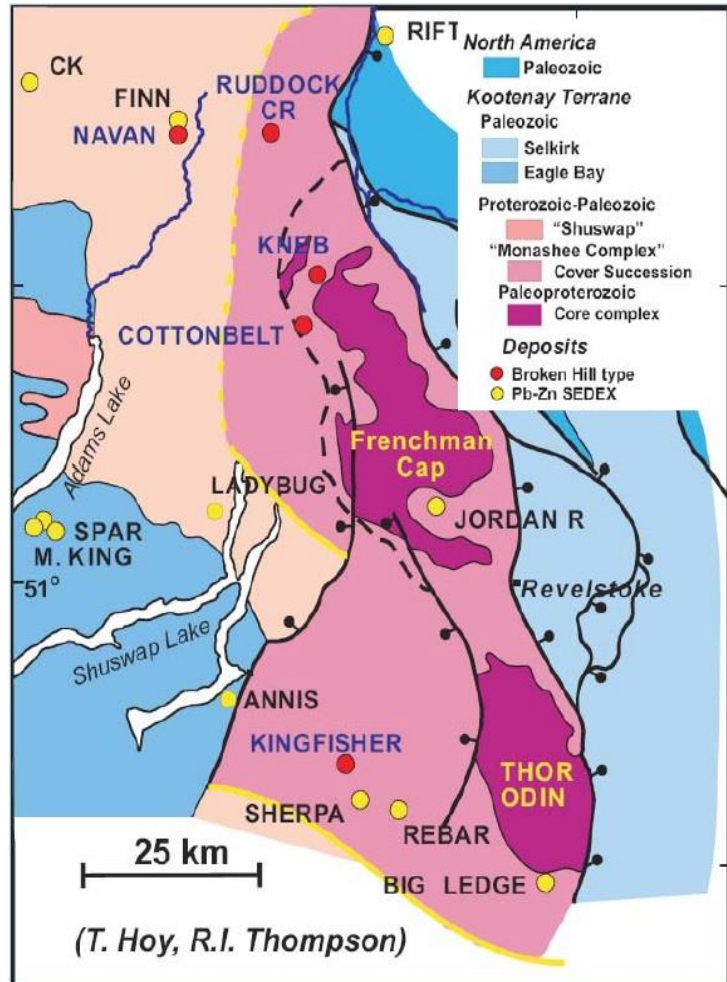 CK
FINN
NAVAN
RUDDOCK
CR
RIFT
KNEB
COTTONBELT
Adams Lake
Frenchman
Cap
LADYBUG
JORDAN R
SPAR
M. KING
51°
Revelstoke
Shuswap Lake
ANNIS
KINGFISHER
THOR
ODIN
SHERPA
REBAR
25 km
BIG LEDGE
(T. Hoy, R.I. Thompson)
North America
Paleozoic
Kootenay Terrane
Paleozoic
Selkirk
Eagle Bay
Proterozoic-Paleozoic
"Shuswap"
"Monashee Complex"
Cover Succession
Paleoproterozoic
Core complex
Deposits
Broken Hill type
Pb-Zn SEDEX